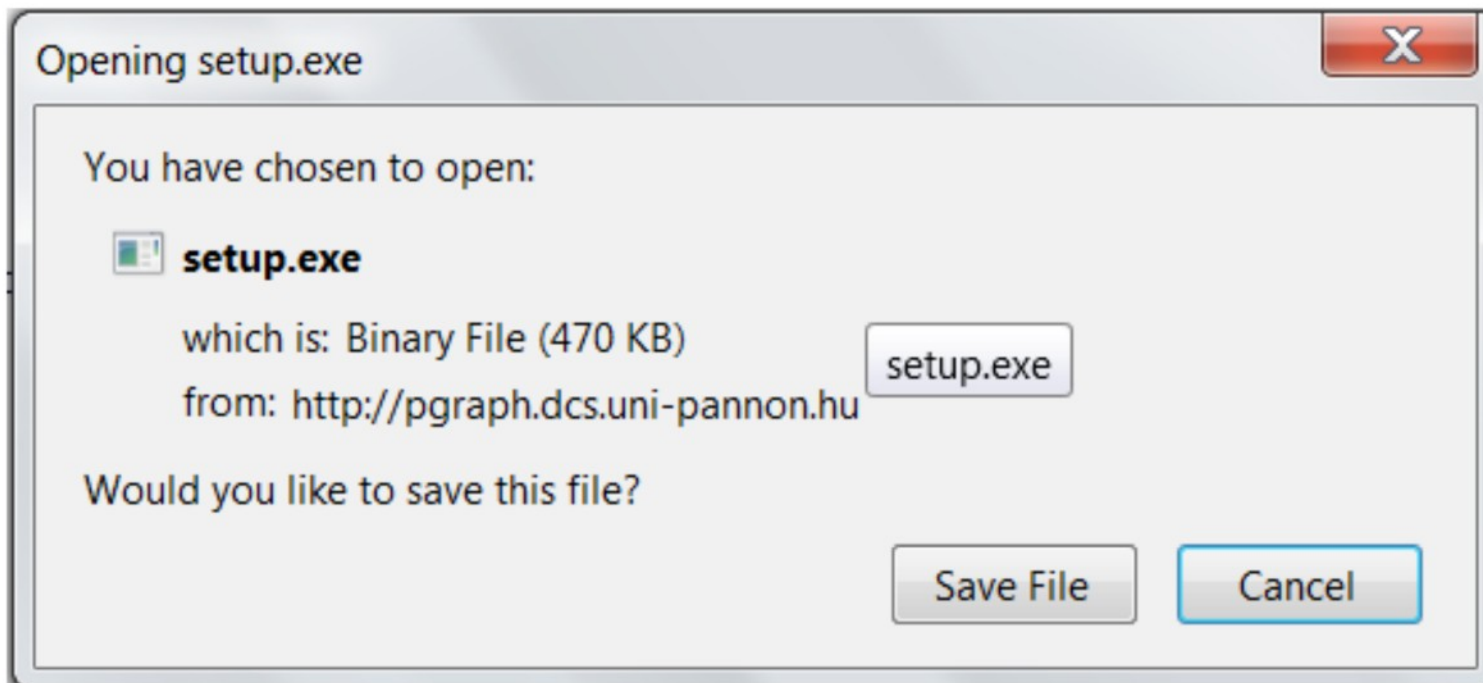 Opening setup.exe
X
You have chosen to open:
setup.exe
which is: Binary File (470 KB)
setup.exe
from: http://pgraph.dcs.uni-pannon.hu
Would you like to save this file?
Save File
Cancel